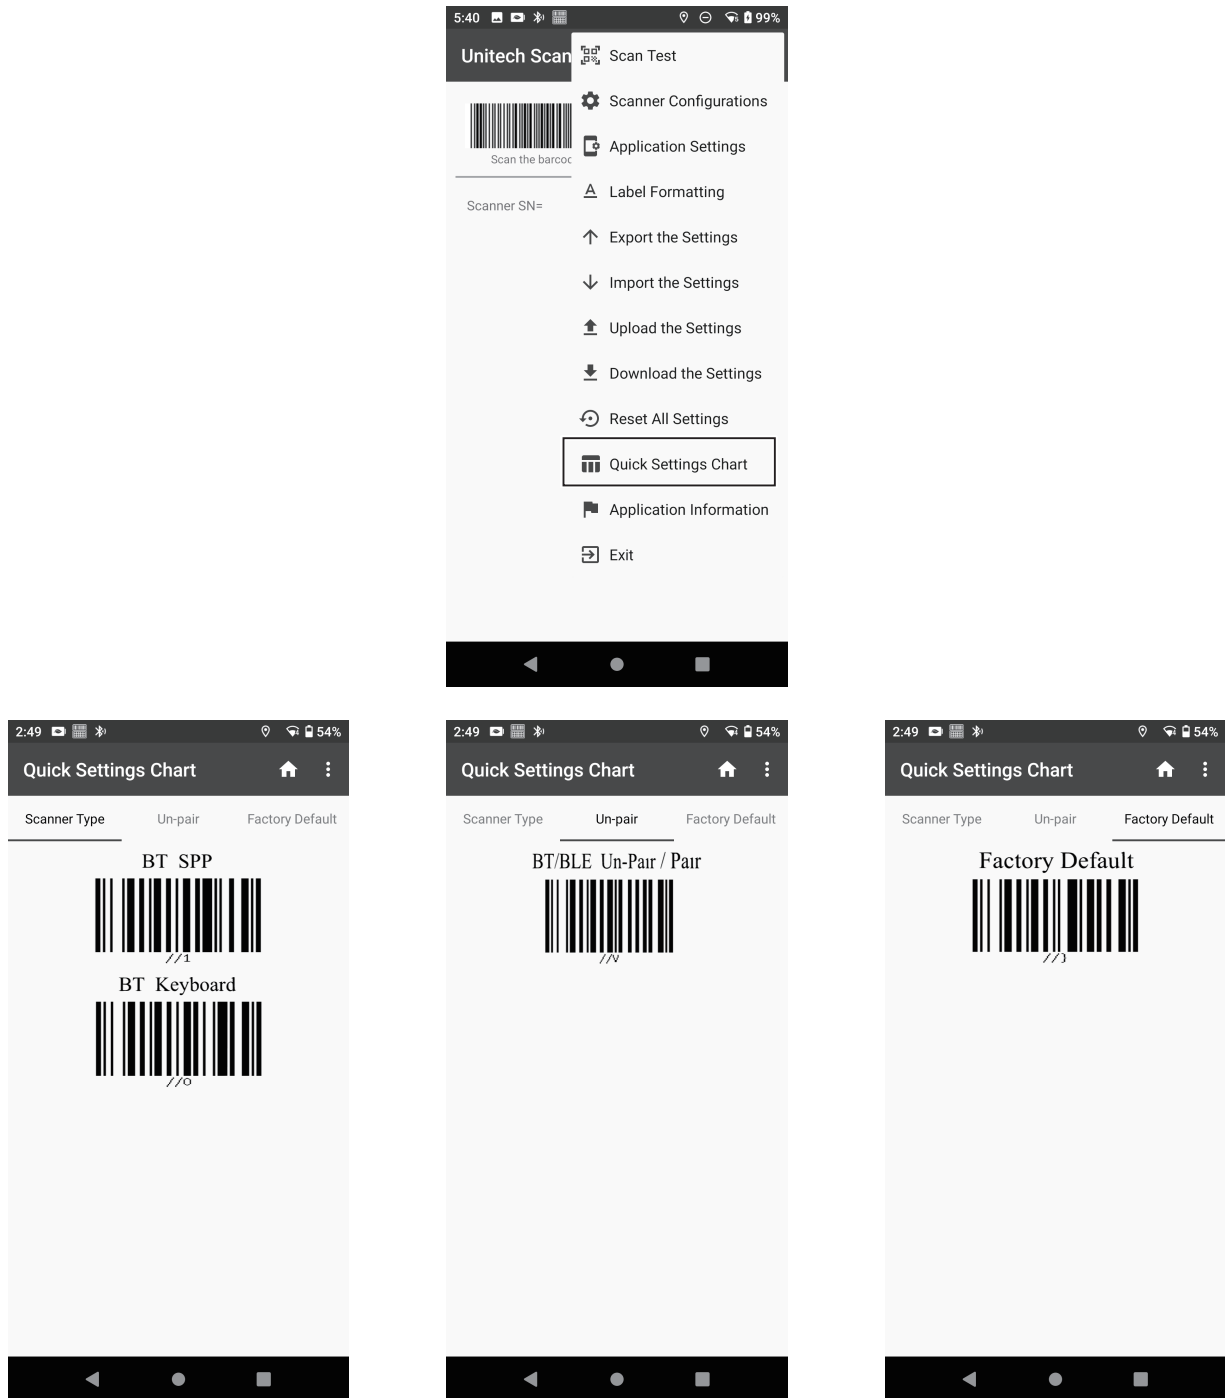 5:40 99%
Unitech Scan
Scan Test
Scanner Configurations
Application Settings
Scan the barcoc
Label Formatting
Scanner SN=
Export the Settings
Import the Settings
Upload the Settings
Download the Settings
Reset All Settings
Quick Settings Chart
Application Information
Exit
2:49 54%
Quick Settings Chart
Scanner Type Un-pair Factory Default
BT SPP
//1
BT Keyboard
//0
2:49 54%
Quick Settings Chart
Scanner Type Un-pair Factory Default
BT/BLE Un-Pair / Pair
//V
2:49 54%
Quick Settings Chart
Scanner Type Un-pair Factory Default
Factory Default
//J